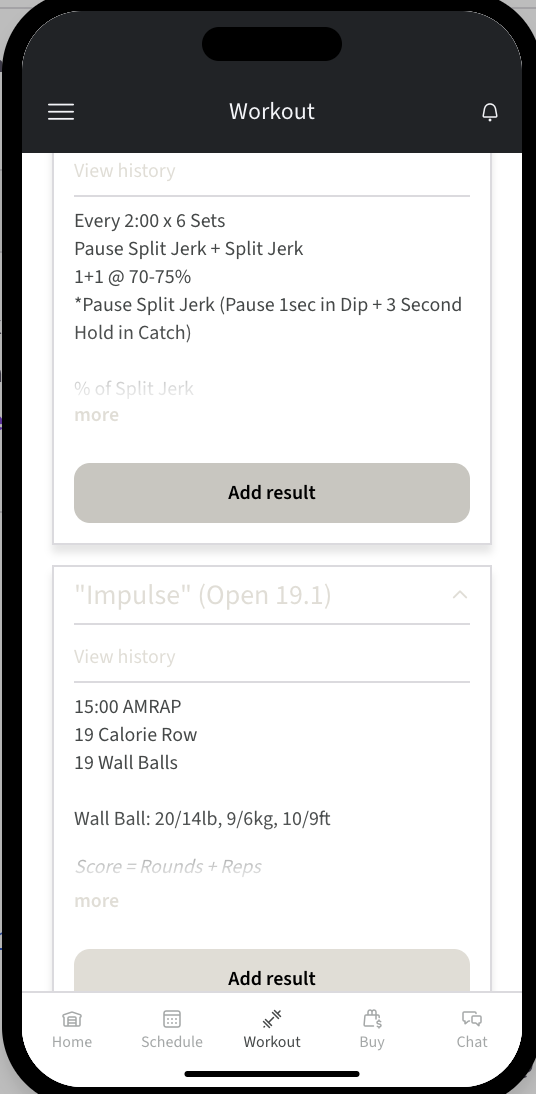 Workout
View history
Every 2:00 x 6 Sets
Pause Split Jerk + Split Jerk
1+1 @ 70-75%
*Pause Split Jerk (Pause 1sec in Dip + 3 Second
Hold in Catch)
% of Split Jerk
more
Add result
"Impulse" (Open 19.1)
View history
15:00 AMRAP
19 Calorie Row
19 Wall Balls
Wall Ball: 20/14lb, 9/6kg, 10/9ft
Score = Rounds + Reps
more
Add result
Home Schedule Workout Buy Chat